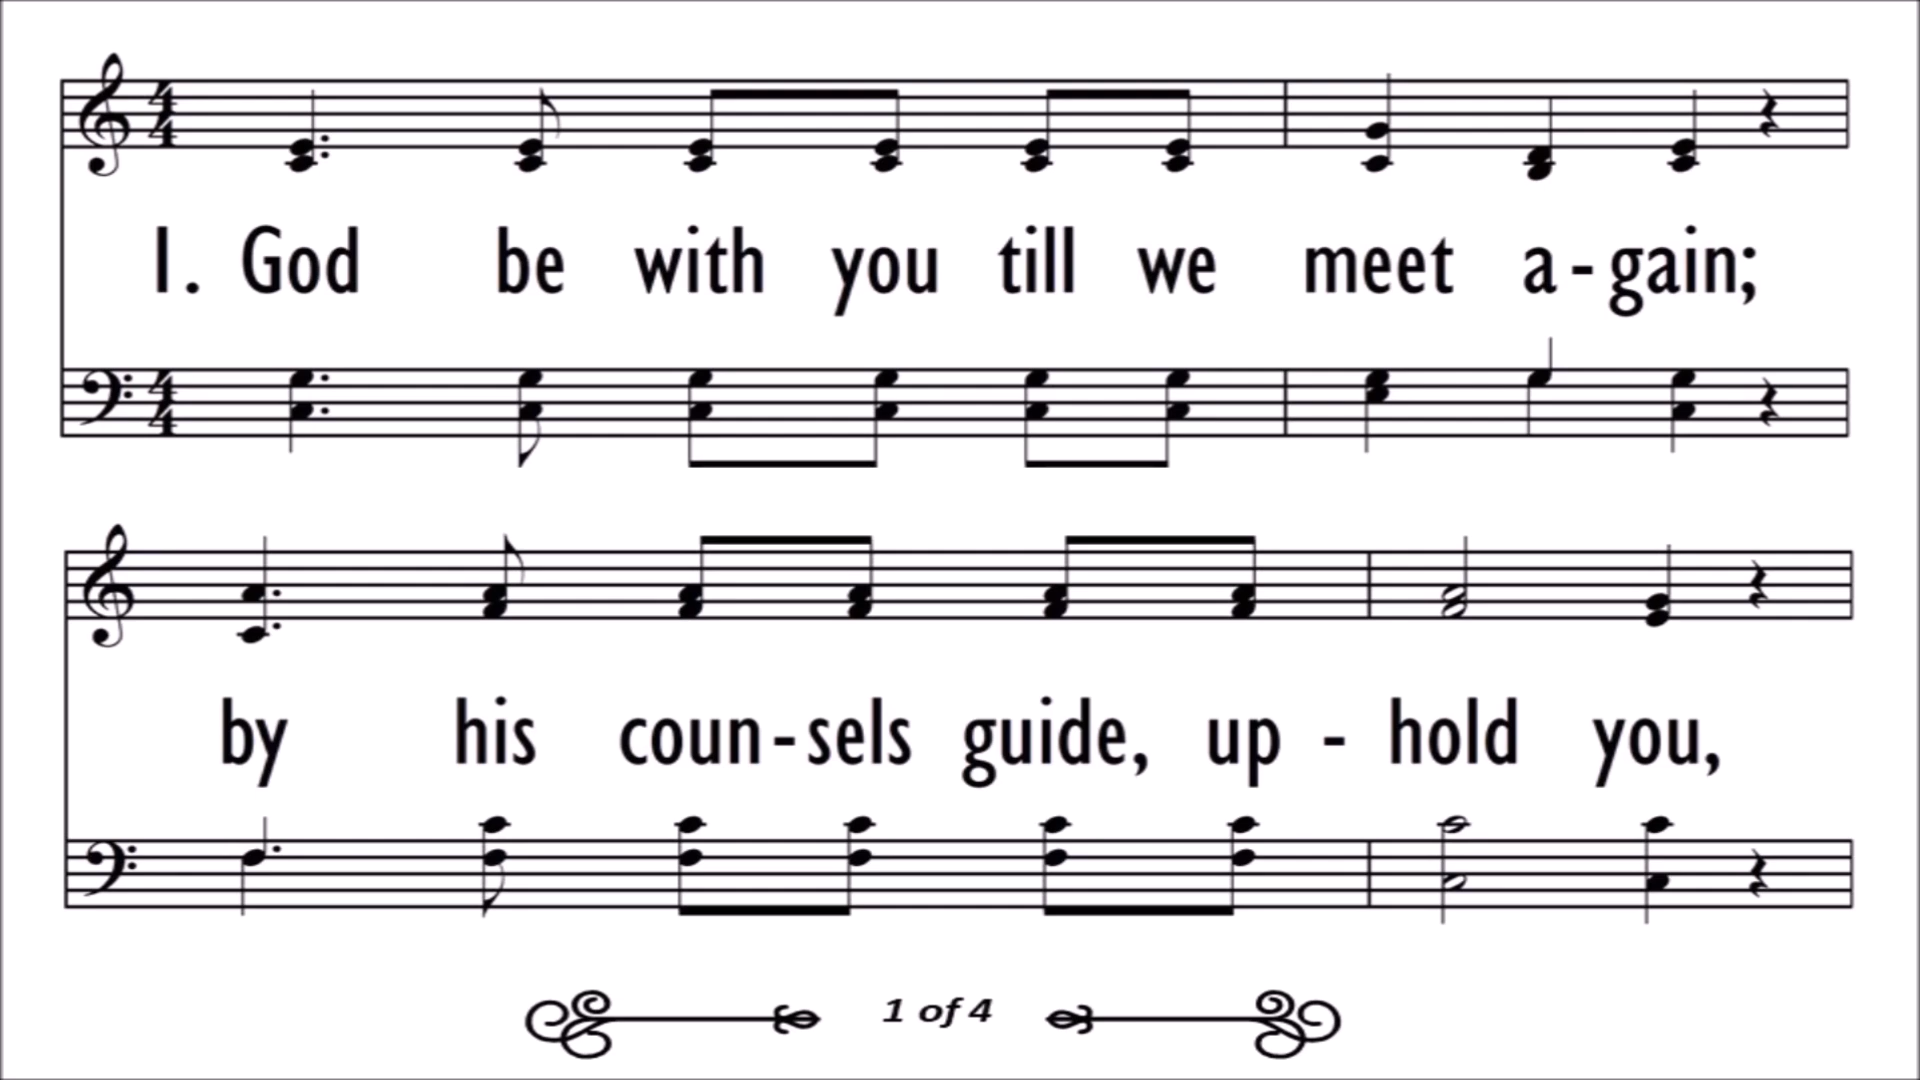 1. God be with you till we meet a-gain;
by his coun-sels guide, up-hold you,
1 of 4